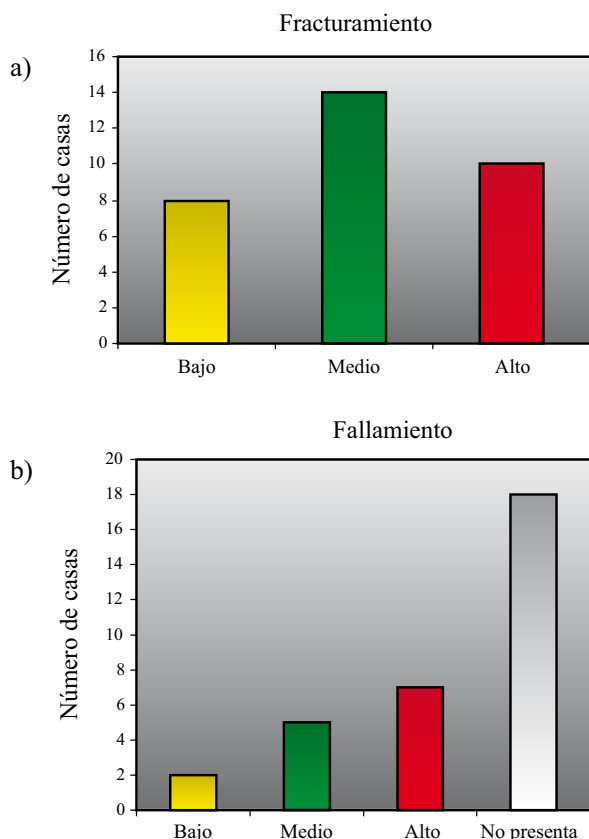 Fracturamiento
a)
Número de casas
16
14
12
10
8
6
4
2
0
Bajo Medio Alto
Fallamiento
b)
Número de casas
20
18
16
14
12
10
8
6
4
2
0
Bajo Medio Alto No presenta